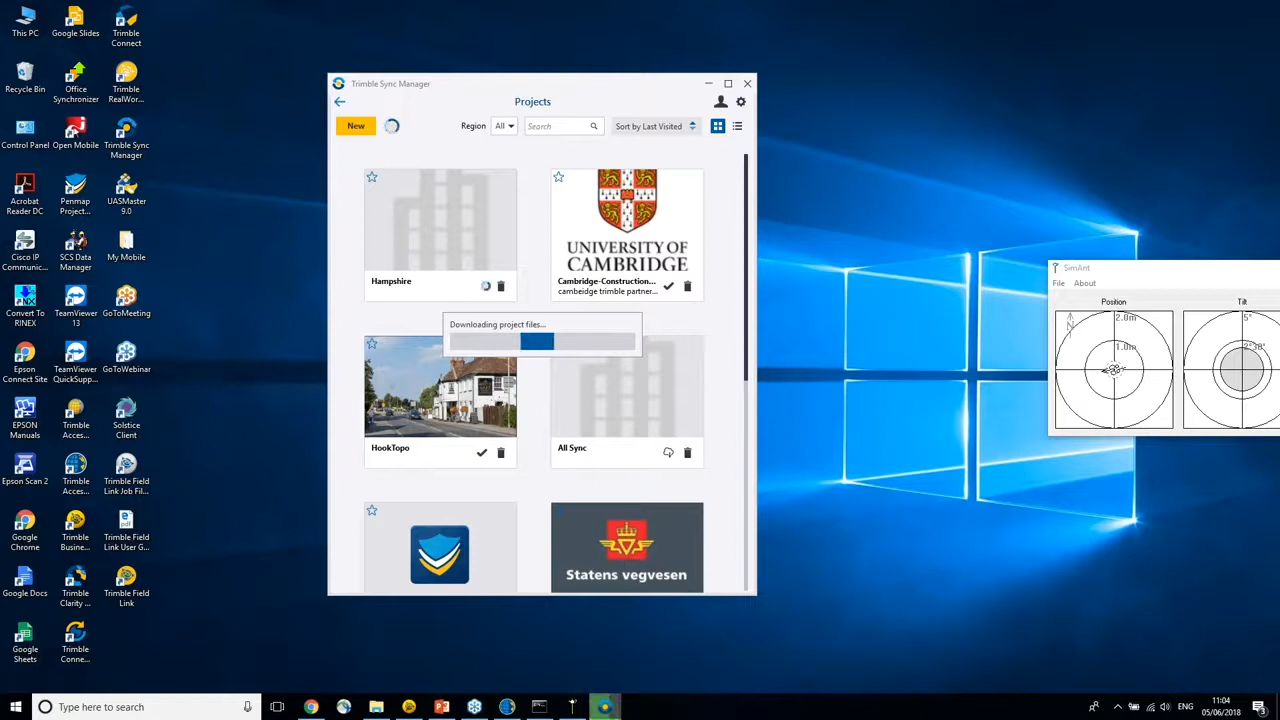 This PC
Google Slides
Trimble
Connect
Recycle Bin
Office
Synchronizer
Trimble
RealWor...
Control Panel
Open Mobile
Trimble Sync
Manager
Acrobat
Reader DC
Penmap
Project...
UASMaster
9.0
Cisco IP
Communic...
SCS Data
Manager
My Mobile
Convert To
RINEX
TeamViewer
13
GoToMeeting
Epson
Connect Site
TeamViewer
QuickSupp...
GoToWebinar
EPSON
Manuals
Trimble
Acces...
Solstice
Client
Epson Scan 2
Trimble
Acces...
Trimble Field
Link Job Fil...
Google
Chrome
Trimble
Busine...
Trimble Field
Link User G...
Google Docs
Trimble
Clarity ...
Trimble Field
Link
Google
Sheets
Trimble
Conne...
Trimble Sync Manager
Projects
New
Region
All
Search
Sort by Last Visited
Hampshire
UNIVERSITY OF
CAMBRIDGE
Cambridge-Construction...
cambeidge trimble partner...
Downloading project files...
HookTopo
All Sync
Statens vegvesen
SimAnt
File About
Position
Tilt
N
2.0m
1.0m
5°
2°30'
Type here to search
ENG
11:04
05/06/2018